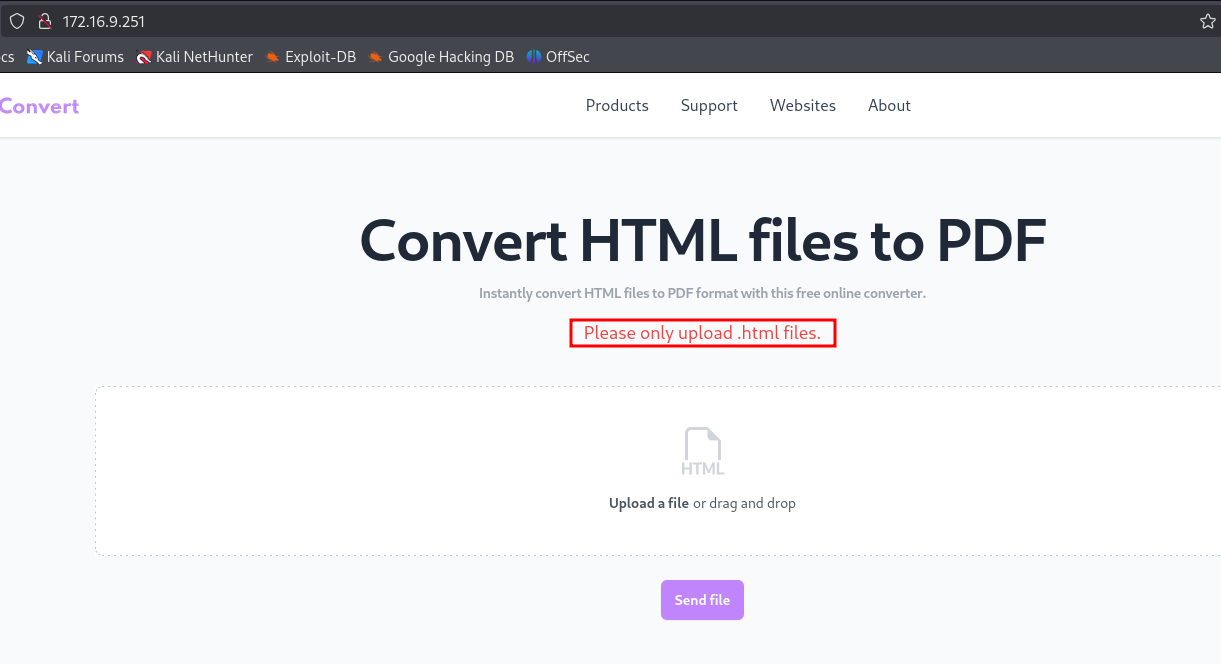 172.16.9.251
cs Kali Forums Kali NetHunter Exploit-DB Google Hacking DB OffSec
Convert Products Support Websites About
Convert HTML files to PDF
Instantly convert HTML files to PDF format with this free online converter.
Please only upload .html files.
HTML
Upload a file or drag and drop
Send file